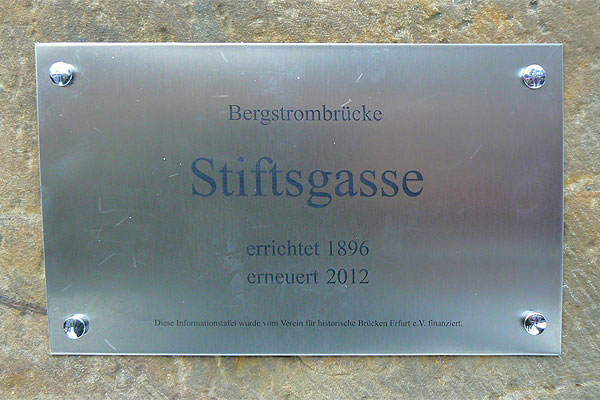 Bergstrombrücke
Stiftsgasse
errichtet 1896
erneuert 2012
Diese Informationstafel wurde vom Verein für historische Brücken Erfurt e.V. finanziert.